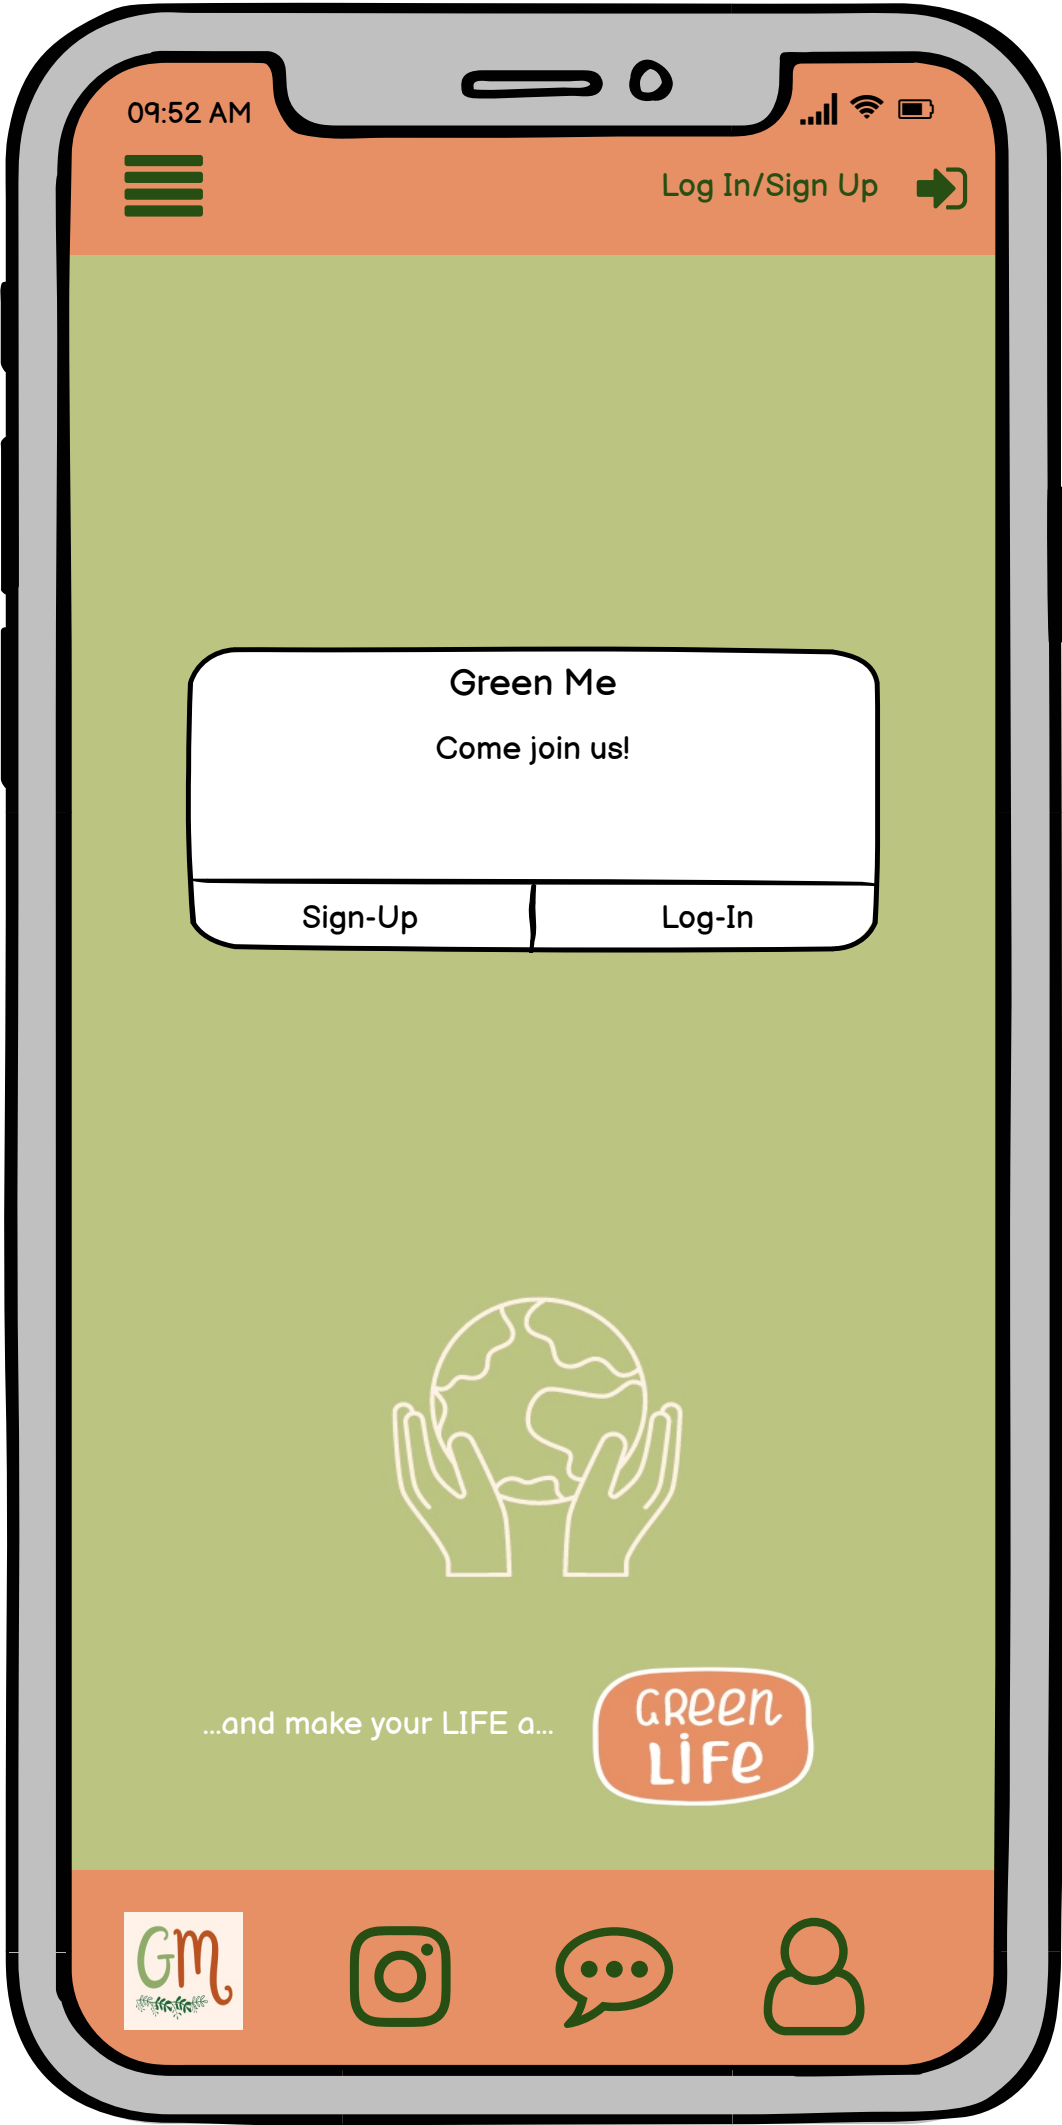 09:52 AM
Log In/Sign Up
Green Me
Come join us!
Sign-Up Log-In
...and make your LIFE a...
GReen
LiFe
GM